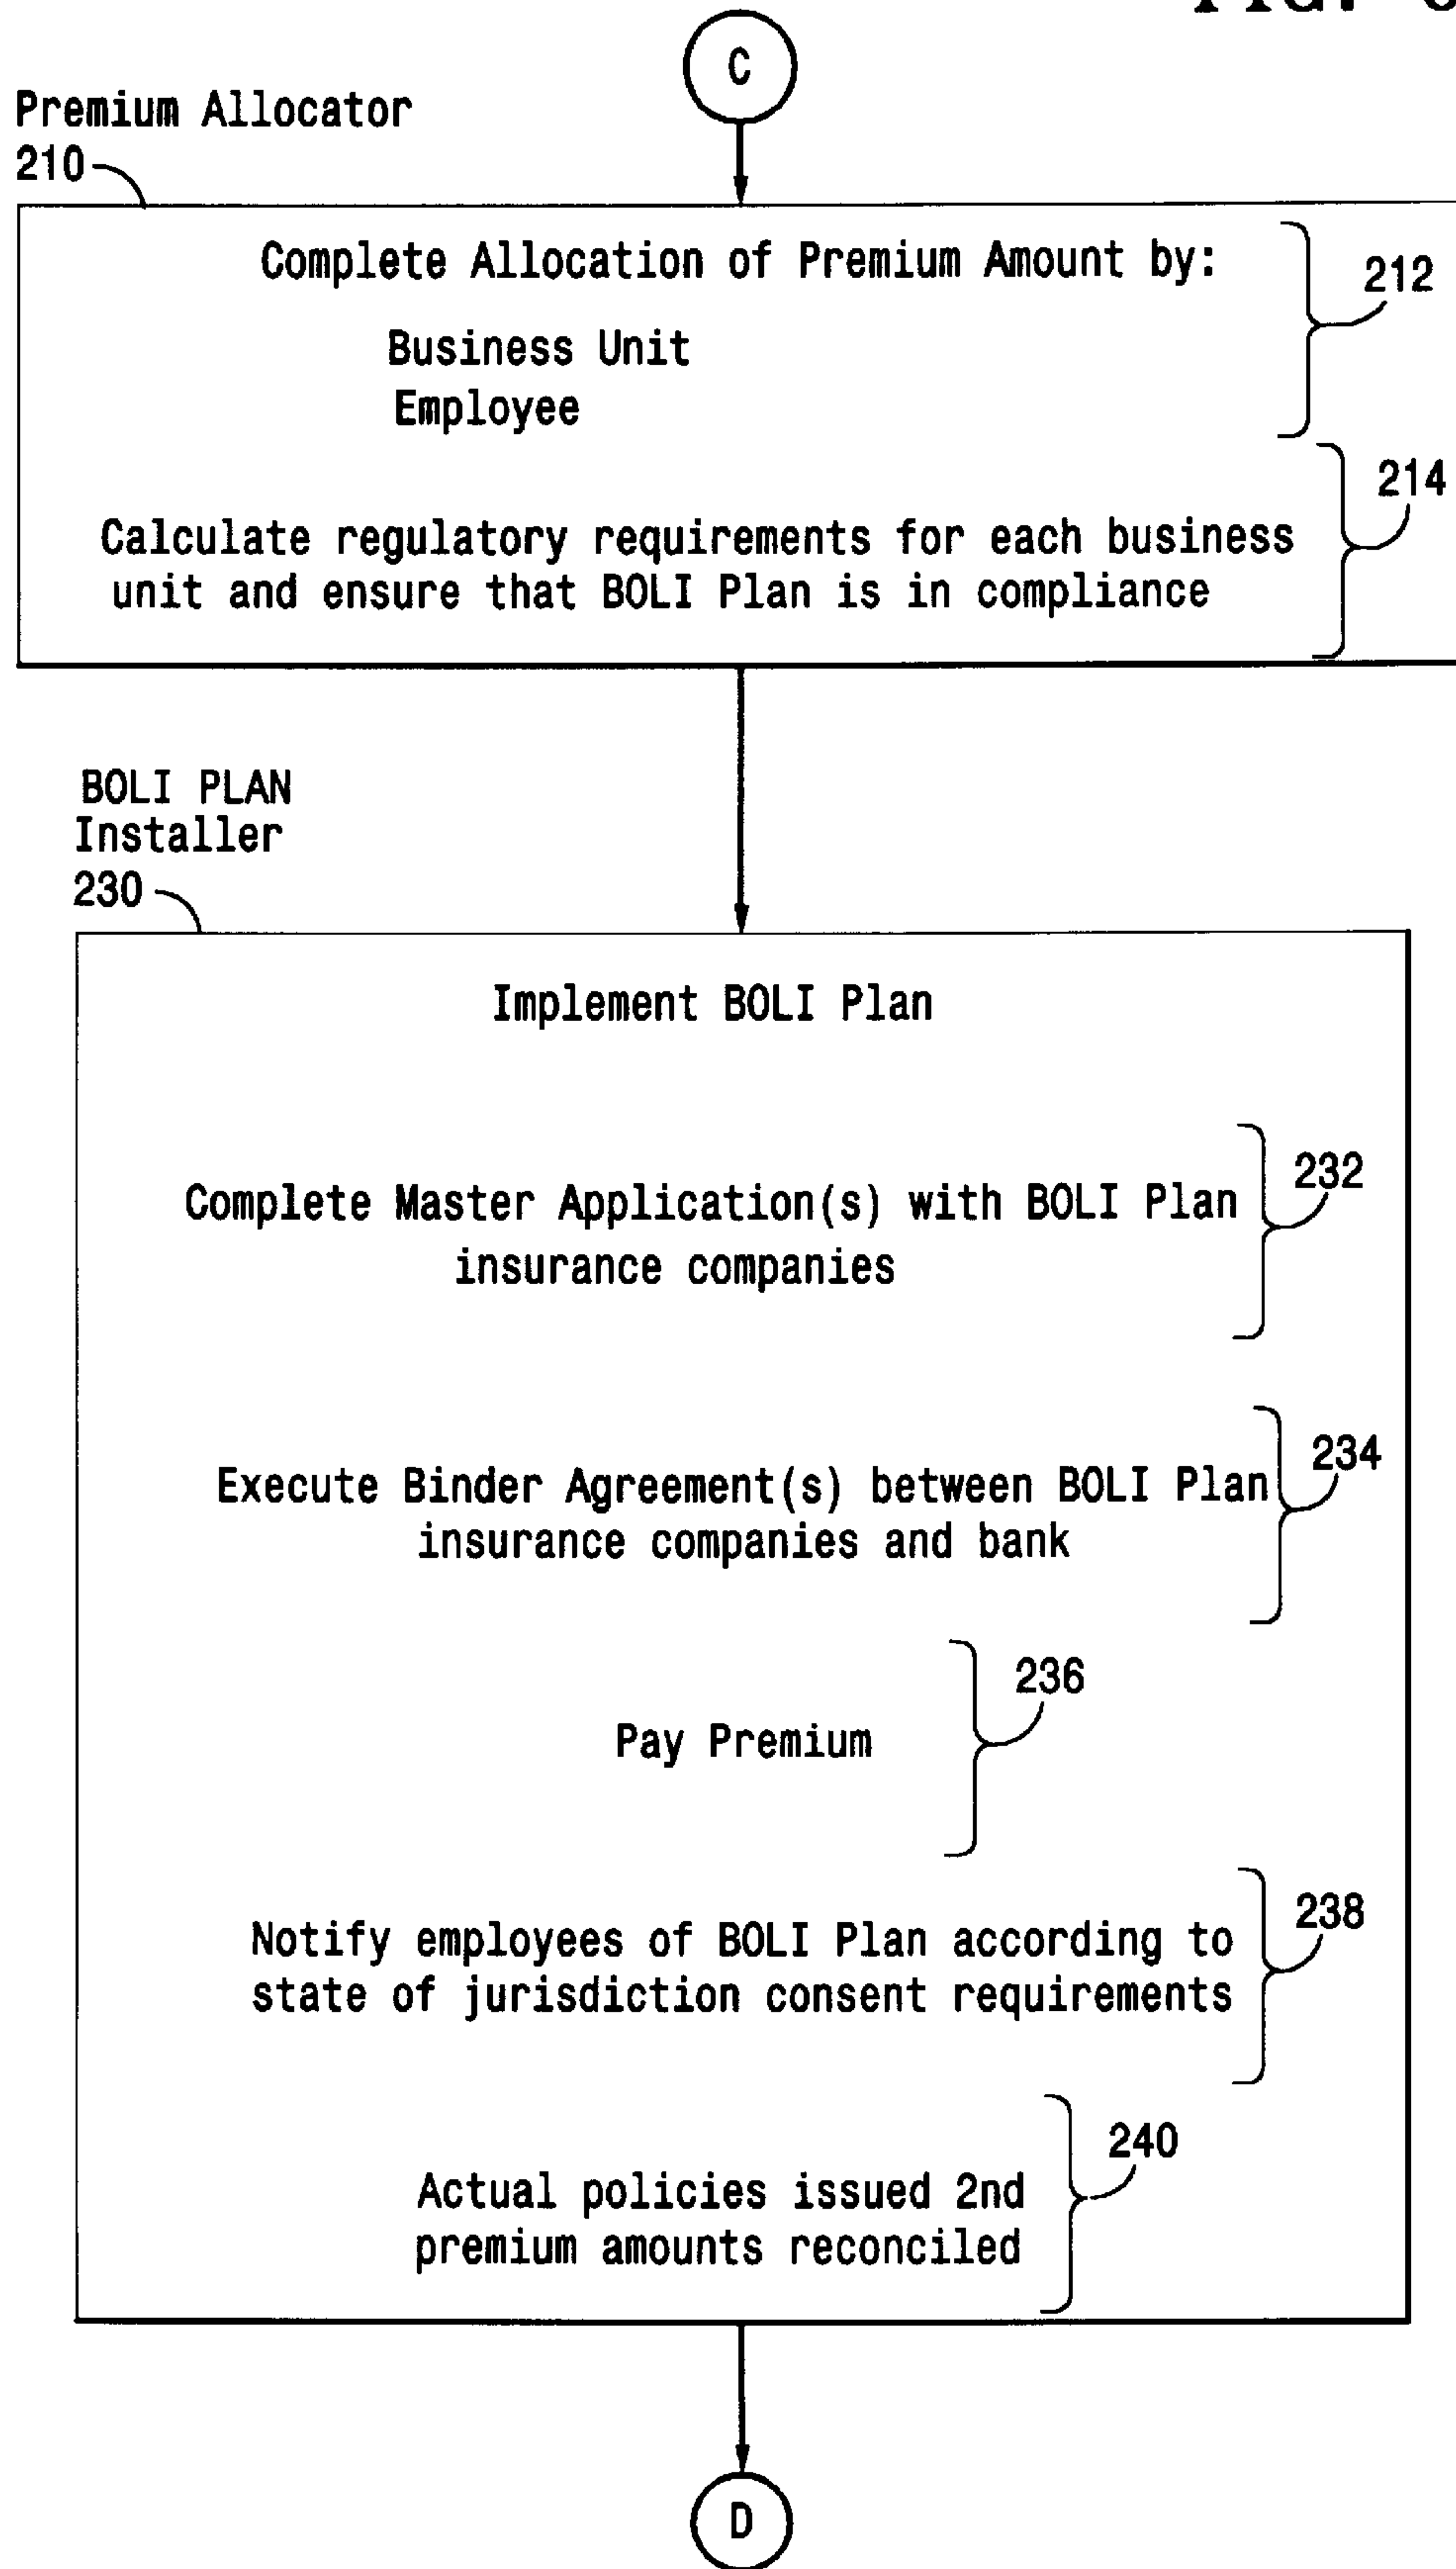 FIG.
C
Premium Allocator
210
Complete Allocation of Premium Amount by:
212
Business Unit
Employee
214
Calculate regulatory requirements for each business
unit and ensure that BOLI Plan is in compliance
BOLI PLAN
Installer
230
Implement BOLI Plan
232
Complete Master Application(s) with BOLI Plan
insurance companies
234
Execute Binder Agreement(s) between BOLI Plan
insurance companies and bank
236
Pay Premium
238
Notify employees of BOLI Plan according to
state of jurisdiction consent requirements
240
Actual policies issued 2nd
premium amounts reconciled
D